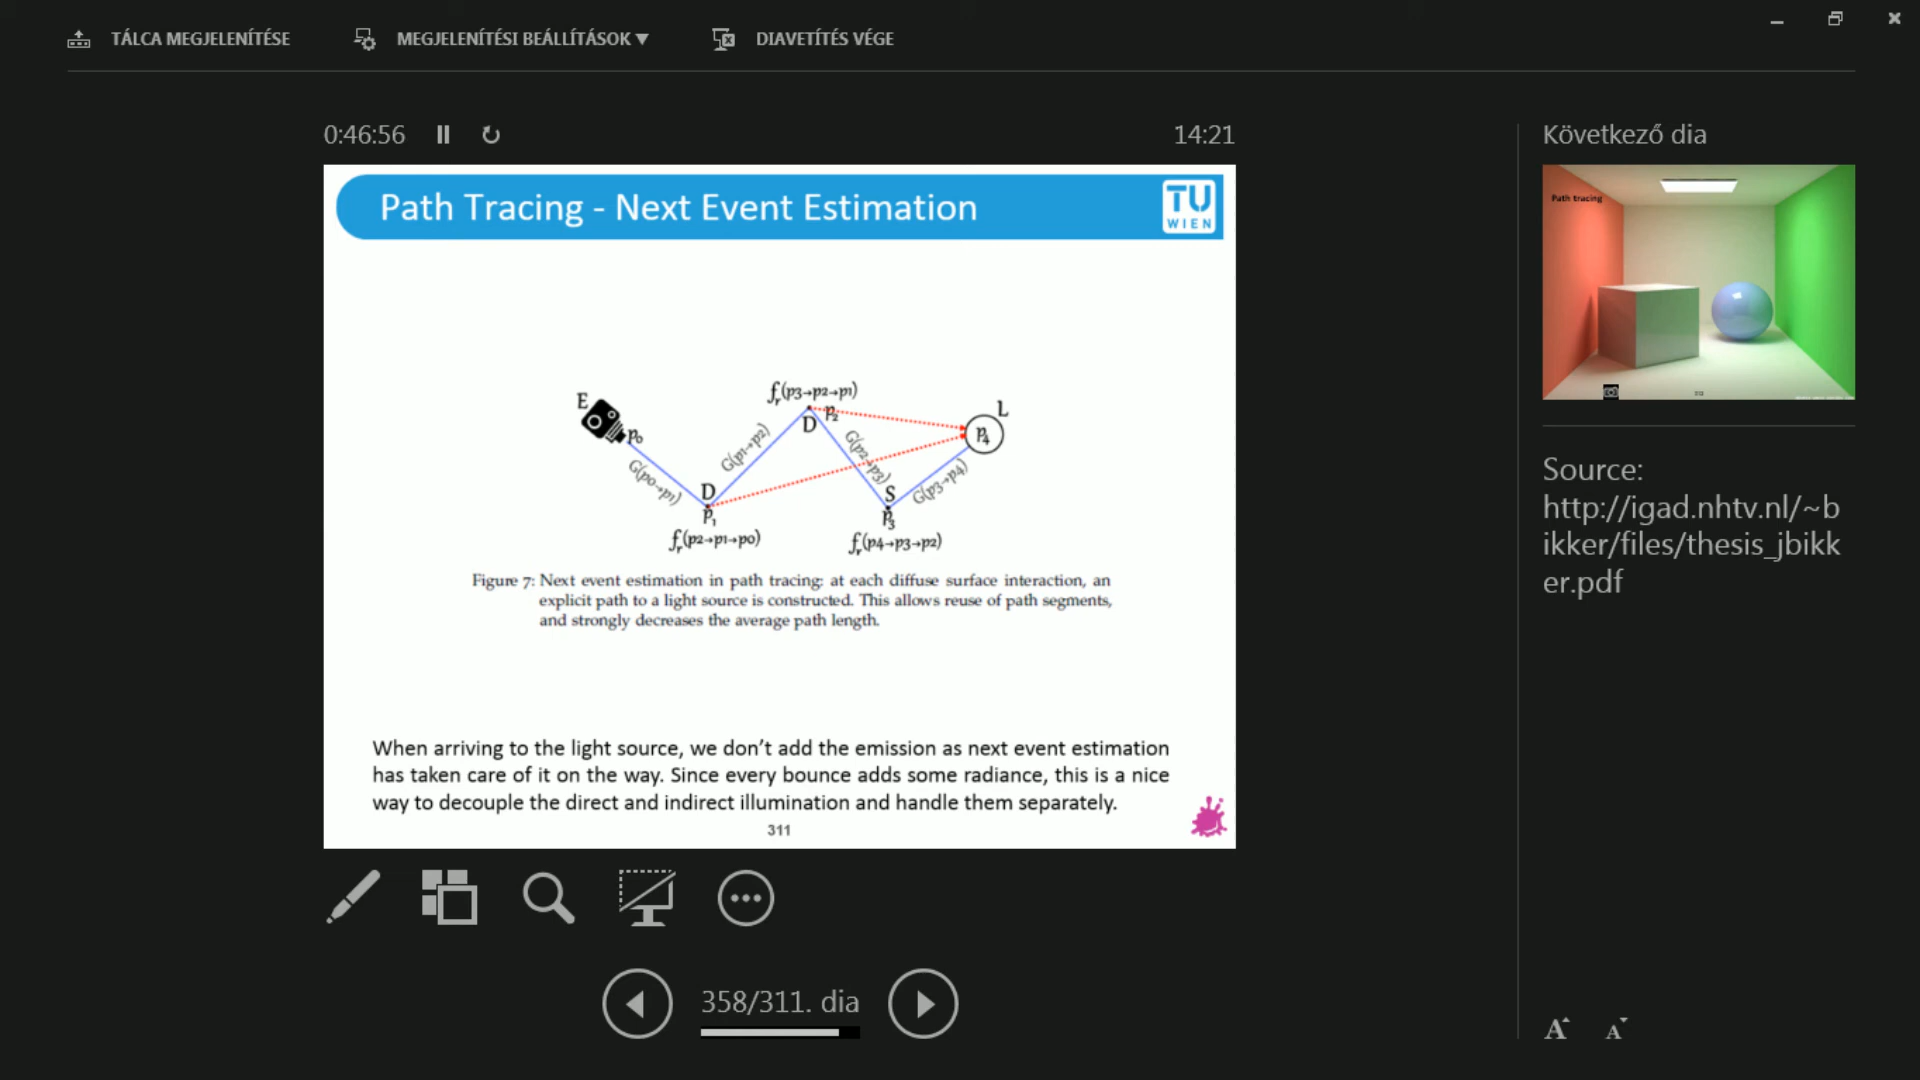 TÁLCA MEGJELENÍTÉSE
MEGJELENÍTÉSI BEÁLLÍTÁSOK
DIAVETÍTÉS VÉGE
0:46:56
14:21
Path Tracing - Next Event Estimation
TU
WIEN
E
p0
G(p0→p1)
D
p1
fr(p2→p1→p0)
G(p1→p2)
fr(p3→p2→p1)
p2
D
G(p2→p3)
S
p3
fr(p4→p3→p2)
G(p3→p4)
L
p4
Figure 7: Next event estimation in path tracing: at each diffuse surface interaction, an
explicit path to a light source is constructed. This allows reuse of path segments,
and strongly decreases the average path length.
When arriving to the light source, we don't add the emission as next event estimation
has taken care of it on the way. Since every bounce adds some radiance, this is a nice
way to decouple the direct and indirect illumination and handle them separately.
311
358/311. dia
Következő dia
Path tracing
Source:
http://igad.nhtv.nl/~b
ikker/files/thesis_jbikk
er.pdf
A
A